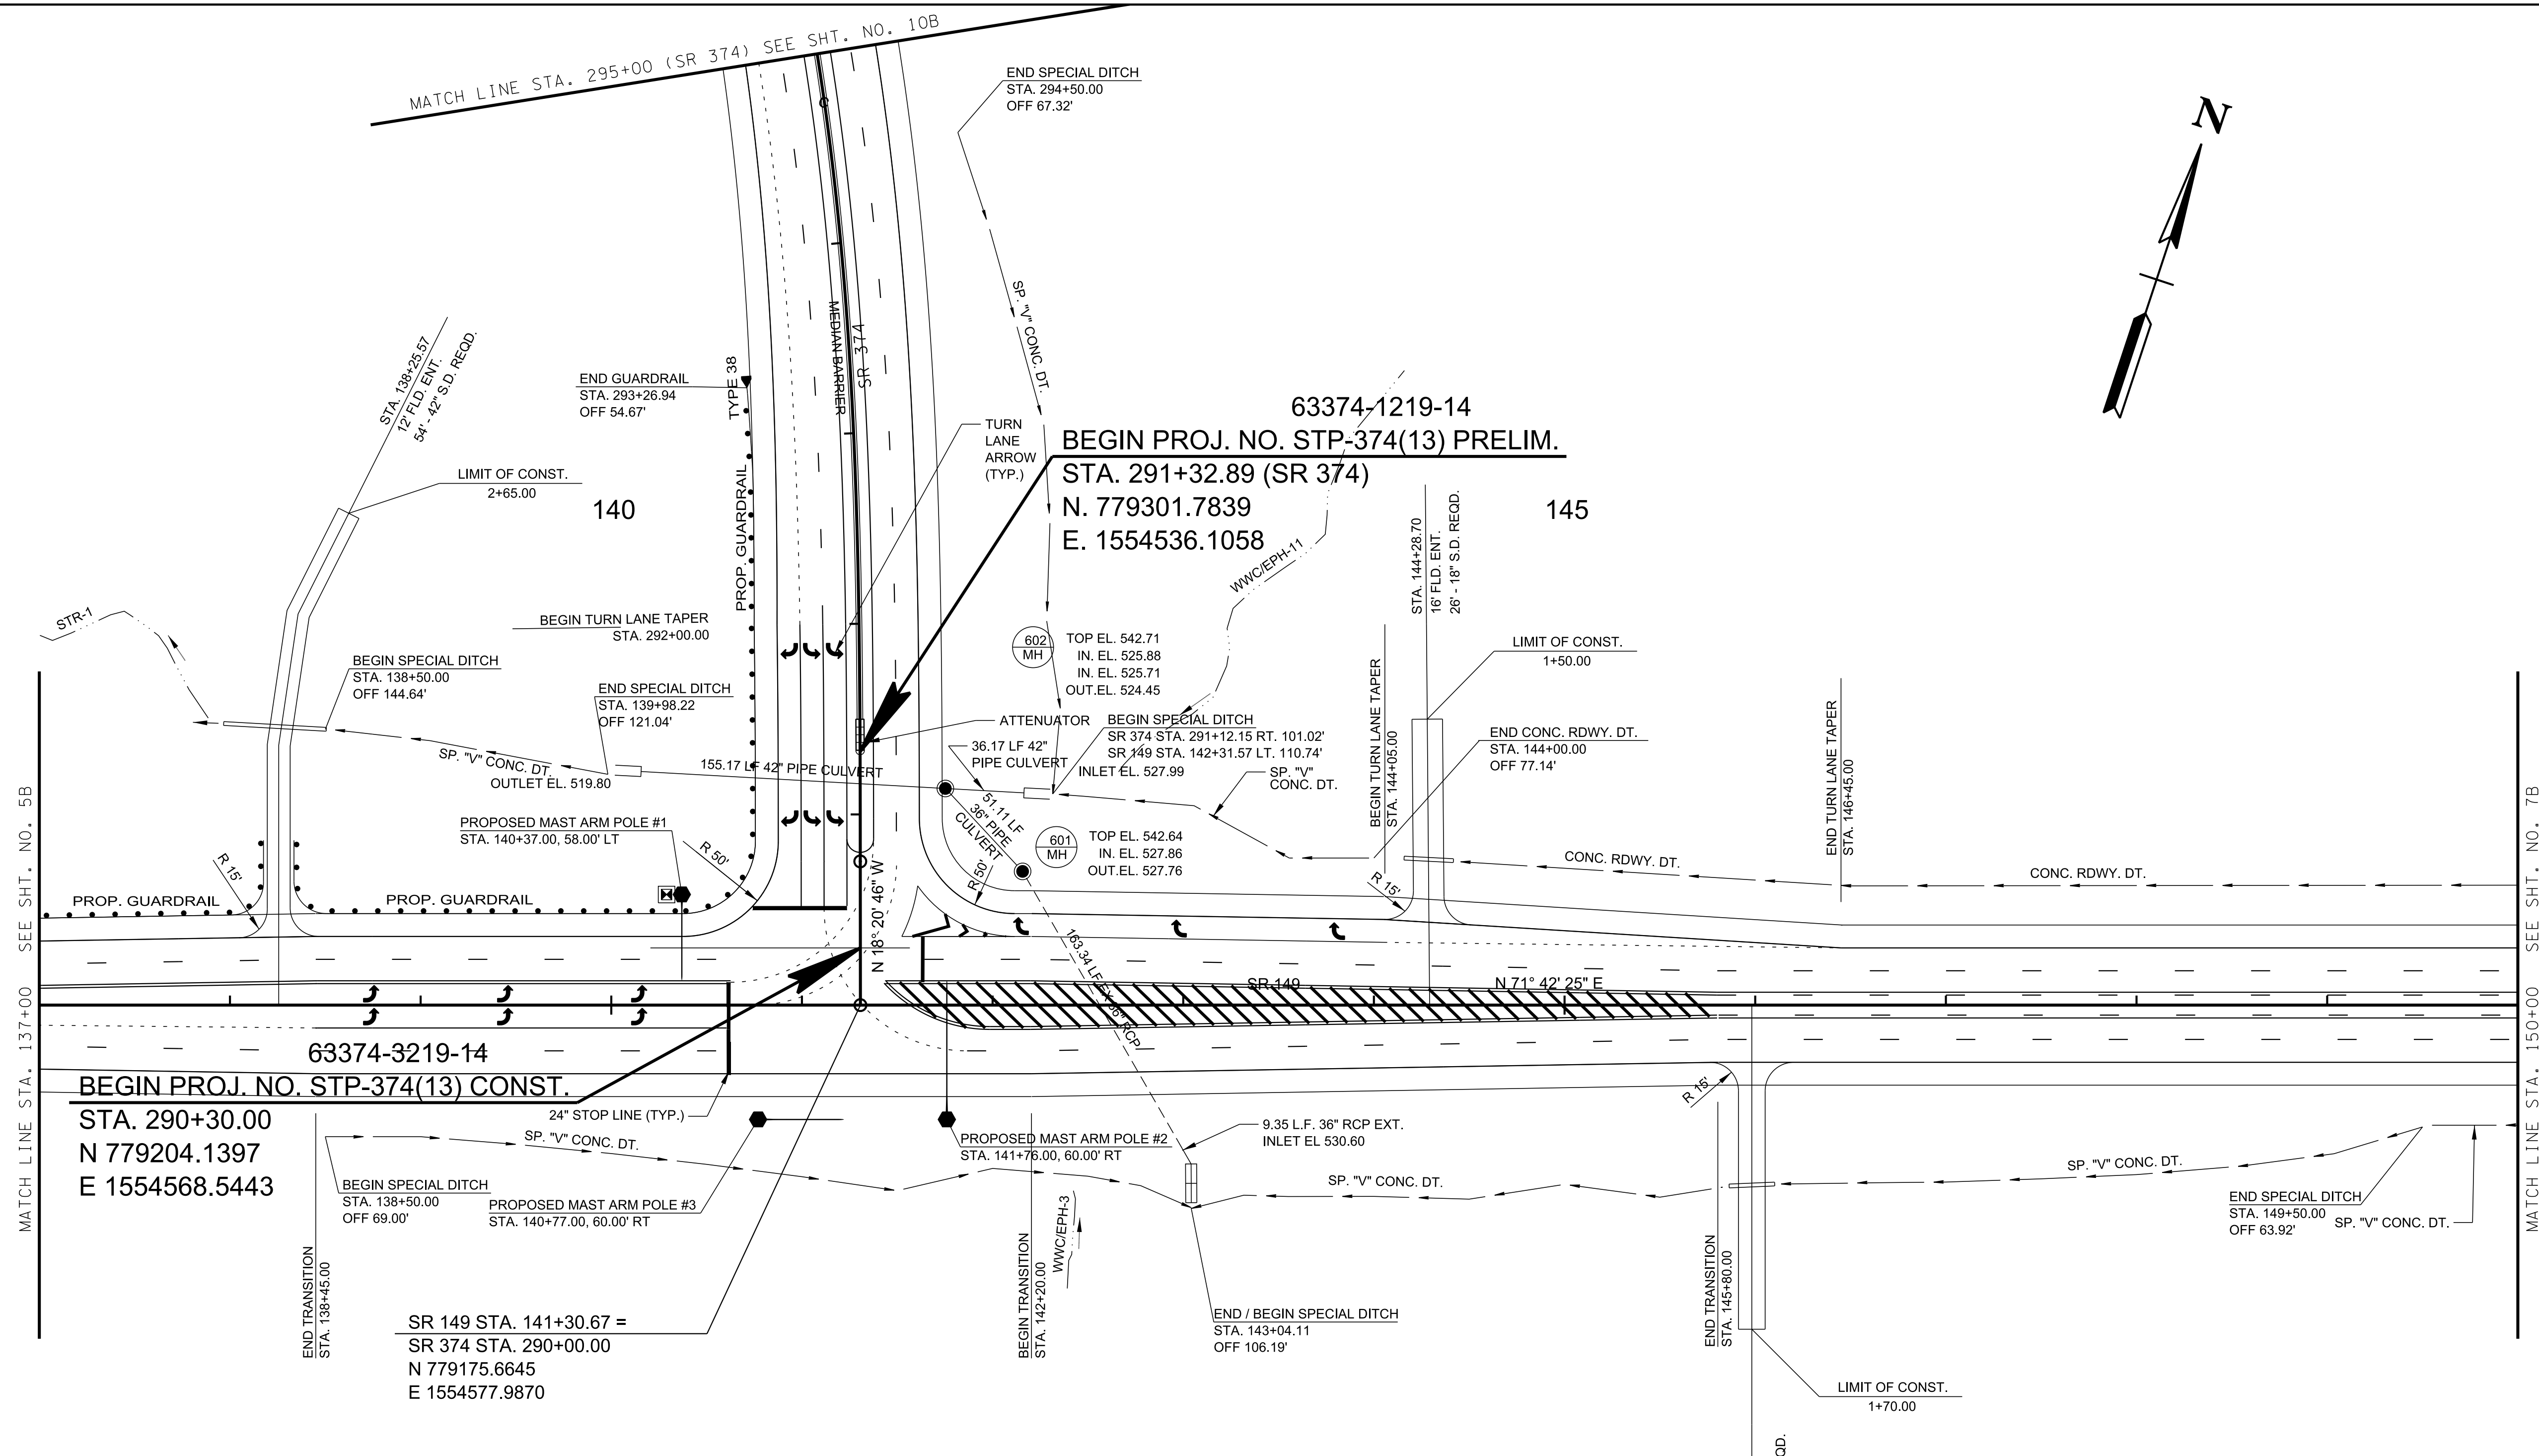 MATCH LINE STA. 295+00 (SR 374) SEE SHT. NO. 10B
END SPECIAL DITCH
STA. 294+50.00
OFF 67.32'
N
SP. "V" CONC. DT.
STA. 138+25.57
12' FLD. ENT.
54' - 42" S.D. REQD.
LIMIT OF CONST.
2+65.00
140
END GUARDRAIL
STA. 293+26.94
OFF 54.67'
TYPE 38
PROP. GUARDRAIL
MEDIAN BARRIER
SR 374
TURN
LANE
ARROW
(TYP.)
63374-1219-14
BEGIN PROJ. NO. STP-374(13) PRELIM.
STA. 291+32.89 (SR 374)
N. 779301.7839
E. 1554536.1058
145
WWC/EPH-11
STA. 144+28.70
16' FLD. ENT.
26' - 18" S.D. REQD.
LIMIT OF CONST.
1+50.00
STR-1
BEGIN TURN LANE TAPER
STA. 292+00.00
BEGIN SPECIAL DITCH
STA. 138+50.00
OFF 144.64'
END SPECIAL DITCH
STA. 139+98.22
OFF 121.04'
SP. "V" CONC. DT.
OUTLET EL. 519.80
155.17 LF 42" PIPE CULVERT
602
MH
TOP EL. 542.71
IN. EL. 525.88
IN. EL. 525.71
OUT.EL. 524.45
ATTENUATOR
36.17 LF 42"
PIPE CULVERT
BEGIN SPECIAL DITCH
SR 374 STA. 291+12.15 RT. 101.02'
SR 149 STA. 142+31.57 LT. 110.74'
INLET EL. 527.99
SP. "V"
CONC. DT.
BEGIN TURN LANE TAPER
STA. 144+05.00
END CONC. RDWY. DT.
STA. 144+00.00
OFF 77.14'
END TURN LANE TAPER
STA. 146+45.00
51.11 LF
36" PIPE
CULVERT
601
MH
TOP EL. 542.64
IN. EL. 527.86
OUT.EL. 527.76
PROPOSED MAST ARM POLE #1
STA. 140+37.00, 58.00' LT
R 15'
R 50'
R 50'
R 15'
CONC. RDWY. DT.
CONC. RDWY. DT.
PROP. GUARDRAIL
PROP. GUARDRAIL
N 18° 20' 46" W
163.34 LF EX 36" RCP
SR 149
N 71° 42' 25" E
MATCH LINE STA. 137+00 SEE SHT. NO. 5B
MATCH LINE STA. 150+00 SEE SHT. NO. 7B
63374-3219-14
BEGIN PROJ. NO. STP-374(13) CONST.
STA. 290+30.00
N 779204.1397
E 1554568.5443
24" STOP LINE (TYP.)
SP. "V" CONC. DT.
BEGIN SPECIAL DITCH
STA. 138+50.00
OFF 69.00'
PROPOSED MAST ARM POLE #3
STA. 140+77.00, 60.00' RT
PROPOSED MAST ARM POLE #2
STA. 141+76.00, 60.00' RT
9.35 L.F. 36" RCP EXT.
INLET EL 530.60
SP. "V" CONC. DT.
R 15'
SP. "V" CONC. DT.
END SPECIAL DITCH
STA. 149+50.00
OFF 63.92'
SP. "V" CONC. DT.
END TRANSITION
STA. 138+45.00
BEGIN TRANSITION
STA. 142+20.00
WWC/EPH-3
END / BEGIN SPECIAL DITCH
STA. 143+04.11
OFF 106.19'
END TRANSITION
STA. 145+80.00
SR 149 STA. 141+30.67 =
SR 374 STA. 290+00.00
N 779175.6645
E 1554577.9870
LIMIT OF CONST.
1+70.00